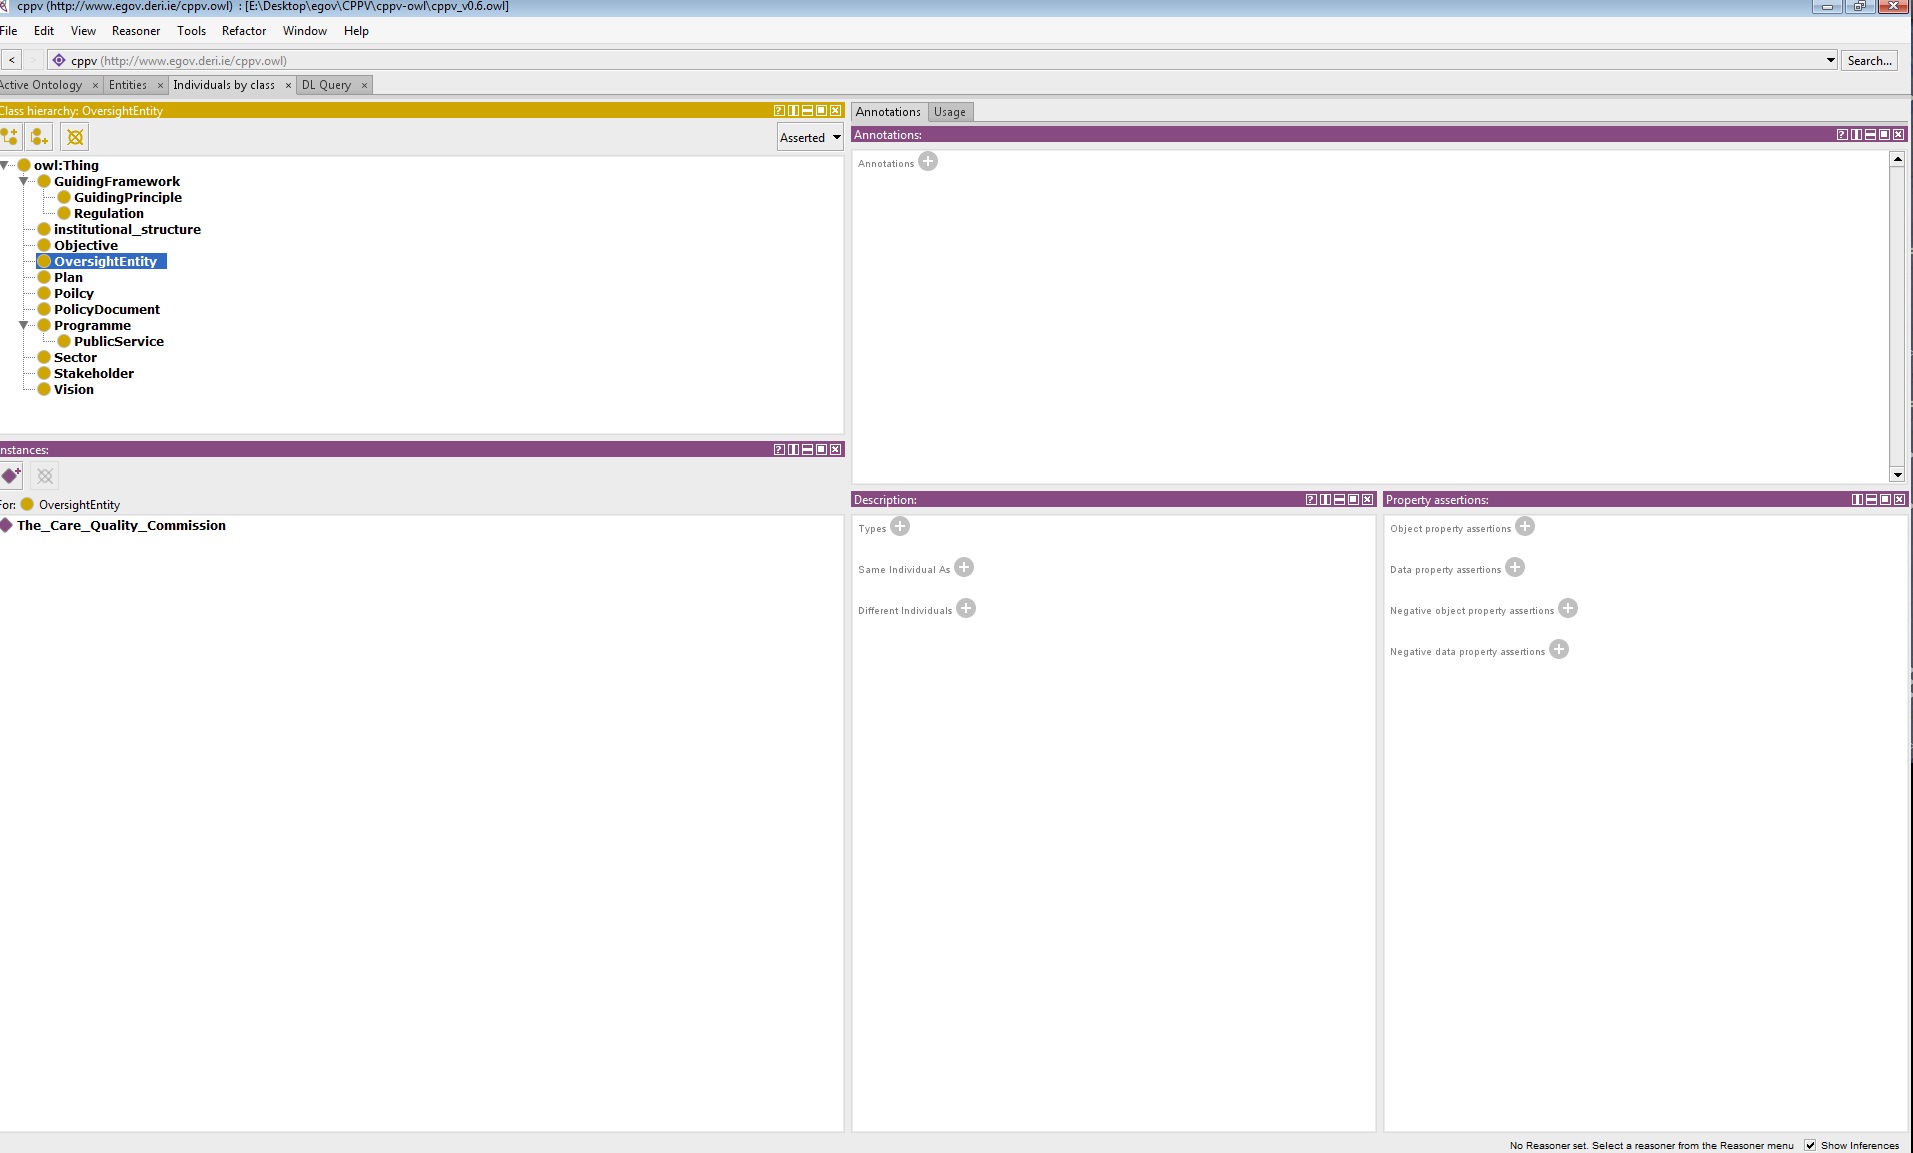 cppv (http://www.egov.deri.ie/cppv.owl) : [E:\Desktop\egov\CPPV\cppv-owl\cppv_v0.6.owl]
File Edit View Reasoner Tools Refactor Window Help
< > cppv (http://www.egov.deri.ie/cppv.owl) Search...
Active Ontology × Entities × Individuals by class × DL Query ×
Class hierarchy: OversightEntity
Asserted
owl:Thing
GuidingFramework
GuidingPrinciple
Regulation
institutional_structure
Objective
OversightEntity
Plan
Poilcy
PolicyDocument
Programme
PublicService
Sector
Stakeholder
Vision
nstances:
For: OversightEntity
The_Care_Quality_Commission
Annotations Usage
Annotations:
Annotations
Description:
Types
Same Individual As
Different Individuals
Property assertions:
Object property assertions
Data property assertions
Negative object property assertions
Negative data property assertions
No Reasoner set. Select a reasoner from the Reasoner menu Show Inferences